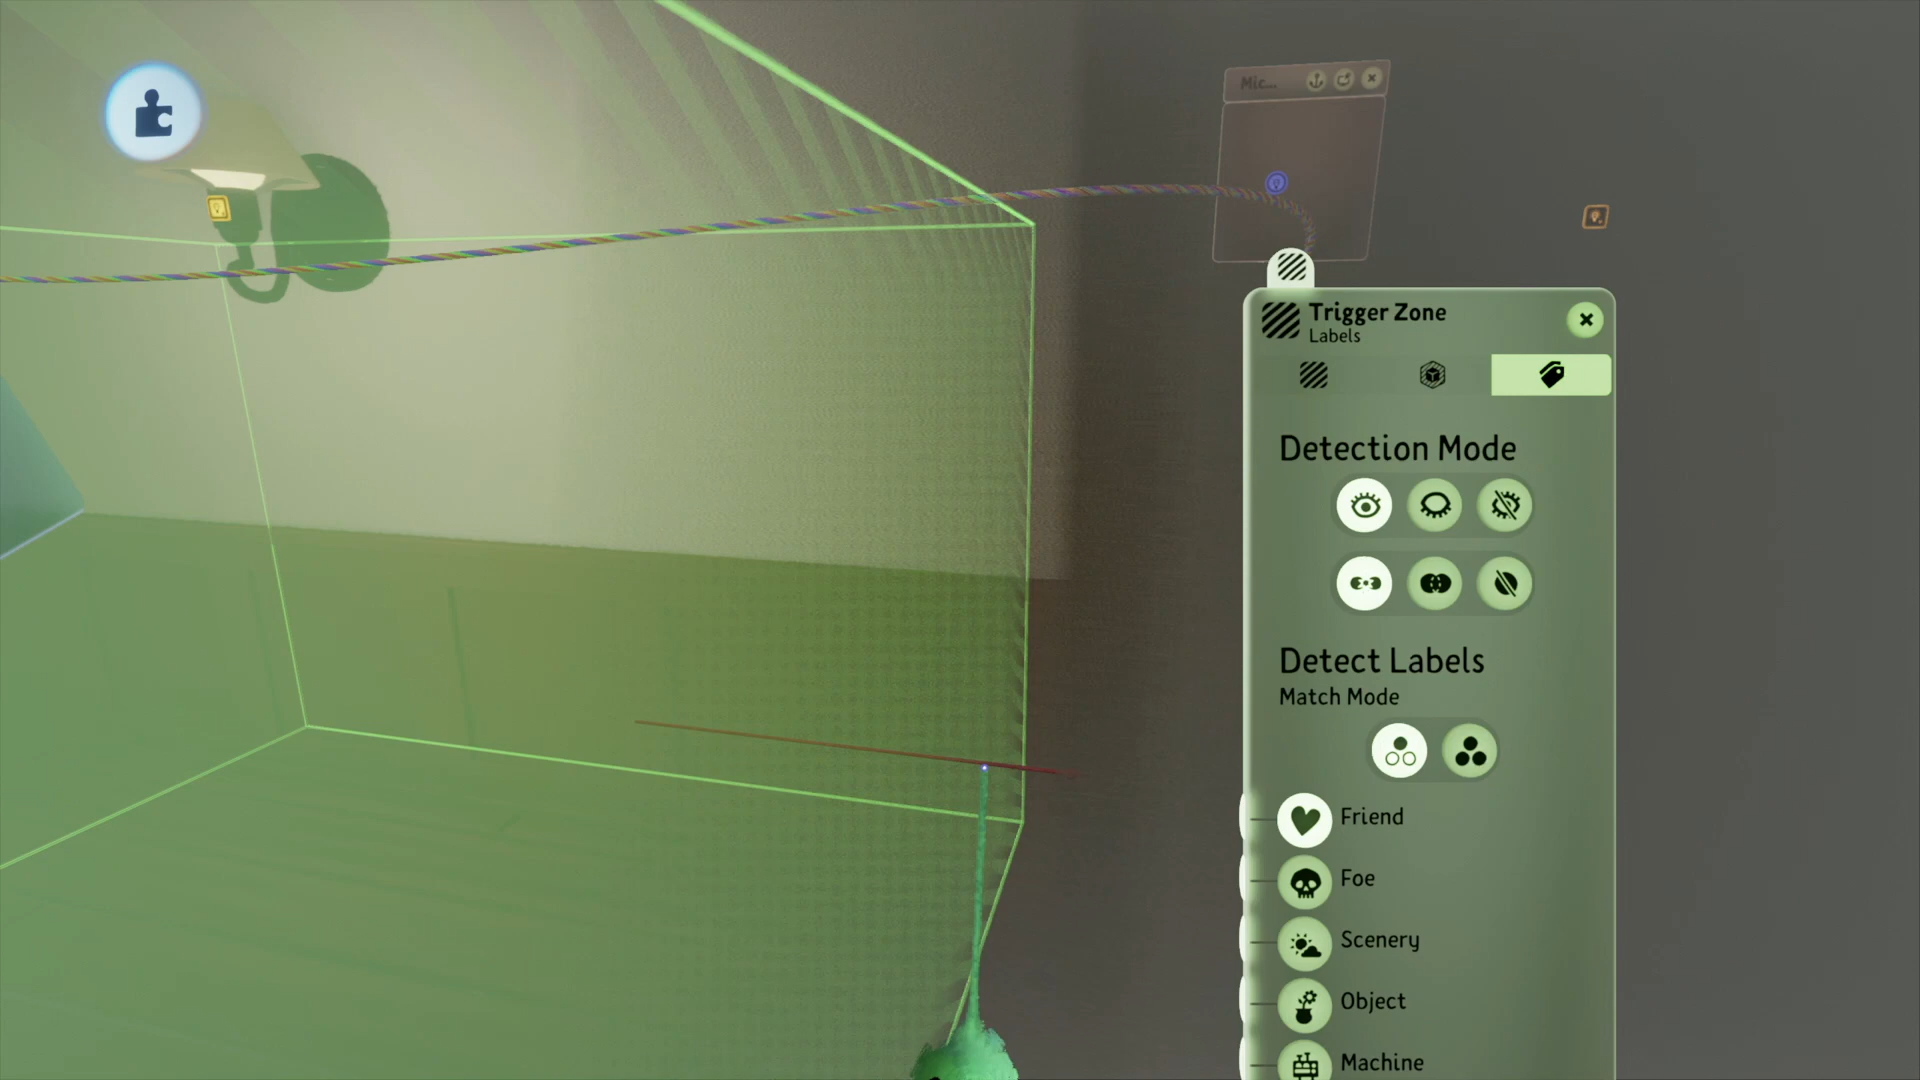 Mic...
Trigger Zone
Labels
Detection Mode
Detect Labels
Match Mode
Friend
Foe
Scenery
Object
Machine